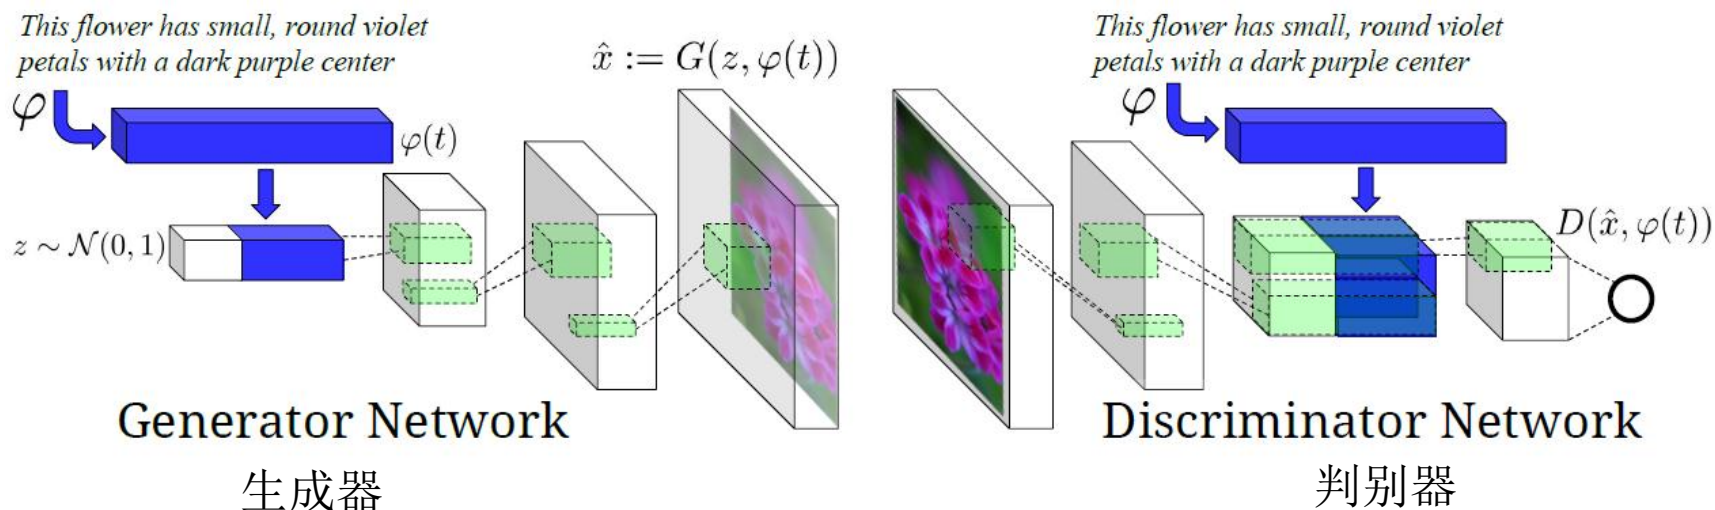 This flower has small, round violet
petals with a dark purple center
φ
φ(t)
z ∼ N(0, 1)
x̂ := G(z, φ(t))
Generator Network
生成器
This flower has small, round violet
petals with a dark purple center
φ
D(x̂, φ(t))
Discriminator Network
判别器